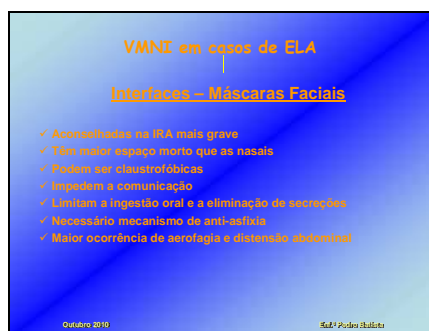 VMNI em casos de ELA
Interfaces – Máscaras Faciais
✓ Aconselhadas na IRA mais grave
✓ Têm maior espaço morto que as nasais
✓ Podem ser claustrofóbicas
✓ Impedem a comunicação
✓ Limitam a ingestão oral e a eliminação de secreções
✓ Necessário mecanismo de anti-asfixia
✓ Maior ocorrência de aerofagia e distensão abdominal
Outubro 2010 Enf.º Pedro Batista